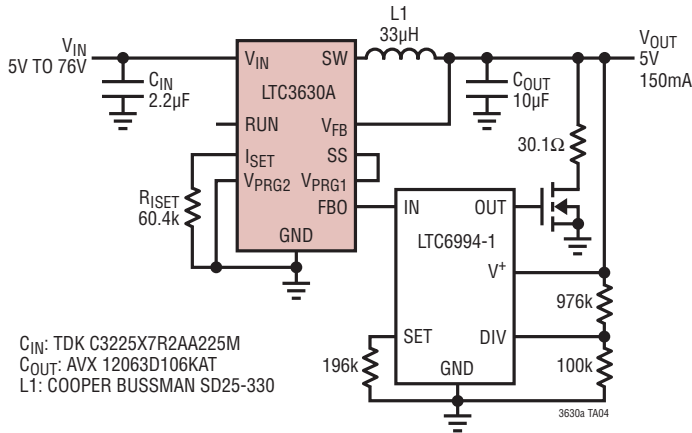 L1
33µH
VIN
5V TO 76V
VIN
SW
VOUT
5V
150mA
CIN
2.2µF
LTC3630A
COUT
10µF
RUN
VFB
ISET
SS
30.1Ω
VPRG2
VPRG1
RISET
60.4k
FBO
IN
OUT
GND
LTC6994-1
V+
976k
SET
DIV
196k
GND
100k
CIN: TDK C3225X7R2AA225M
COUT: AVX 12063D106KAT
L1: COOPER BUSSMAN SD25-330
3630a TA04